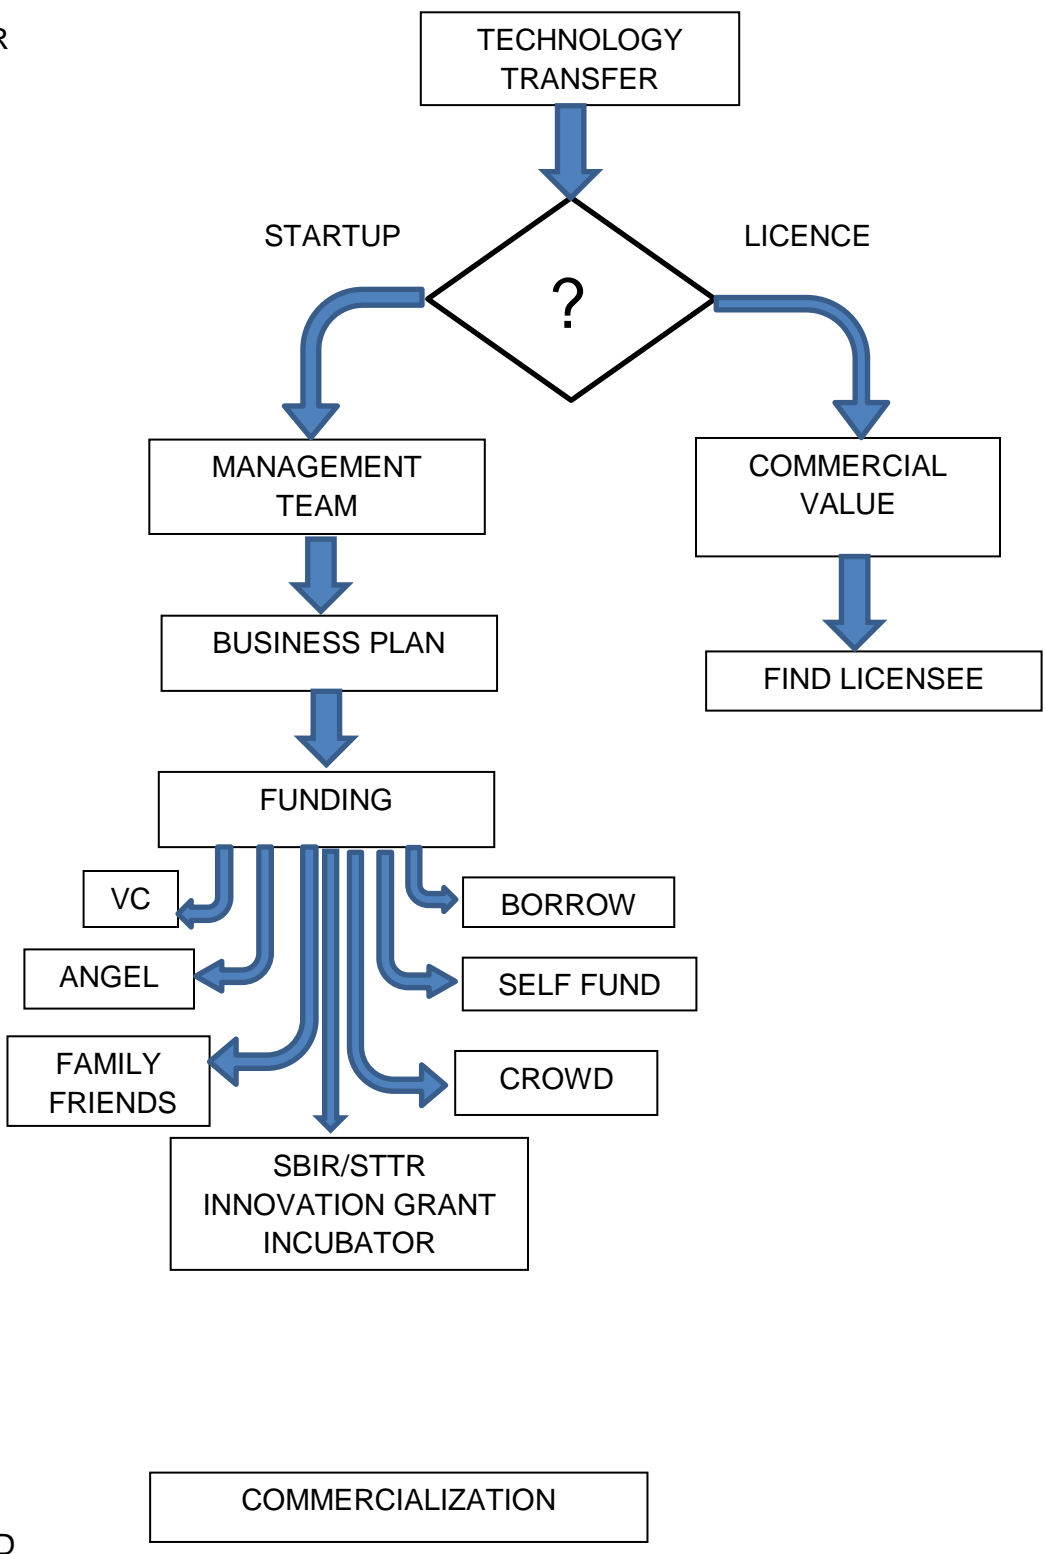 R
TECHNOLOGY
TRANSFER
STARTUP
LICENCE
?
MANAGEMENT
TEAM
COMMERCIAL
VALUE
BUSINESS PLAN
FIND LICENSEE
FUNDING
VC
BORROW
ANGEL
SELF FUND
FAMILY
FRIENDS
CROWD
SBIR/STTR
INNOVATION GRANT
INCUBATOR
COMMERCIALIZATION
D